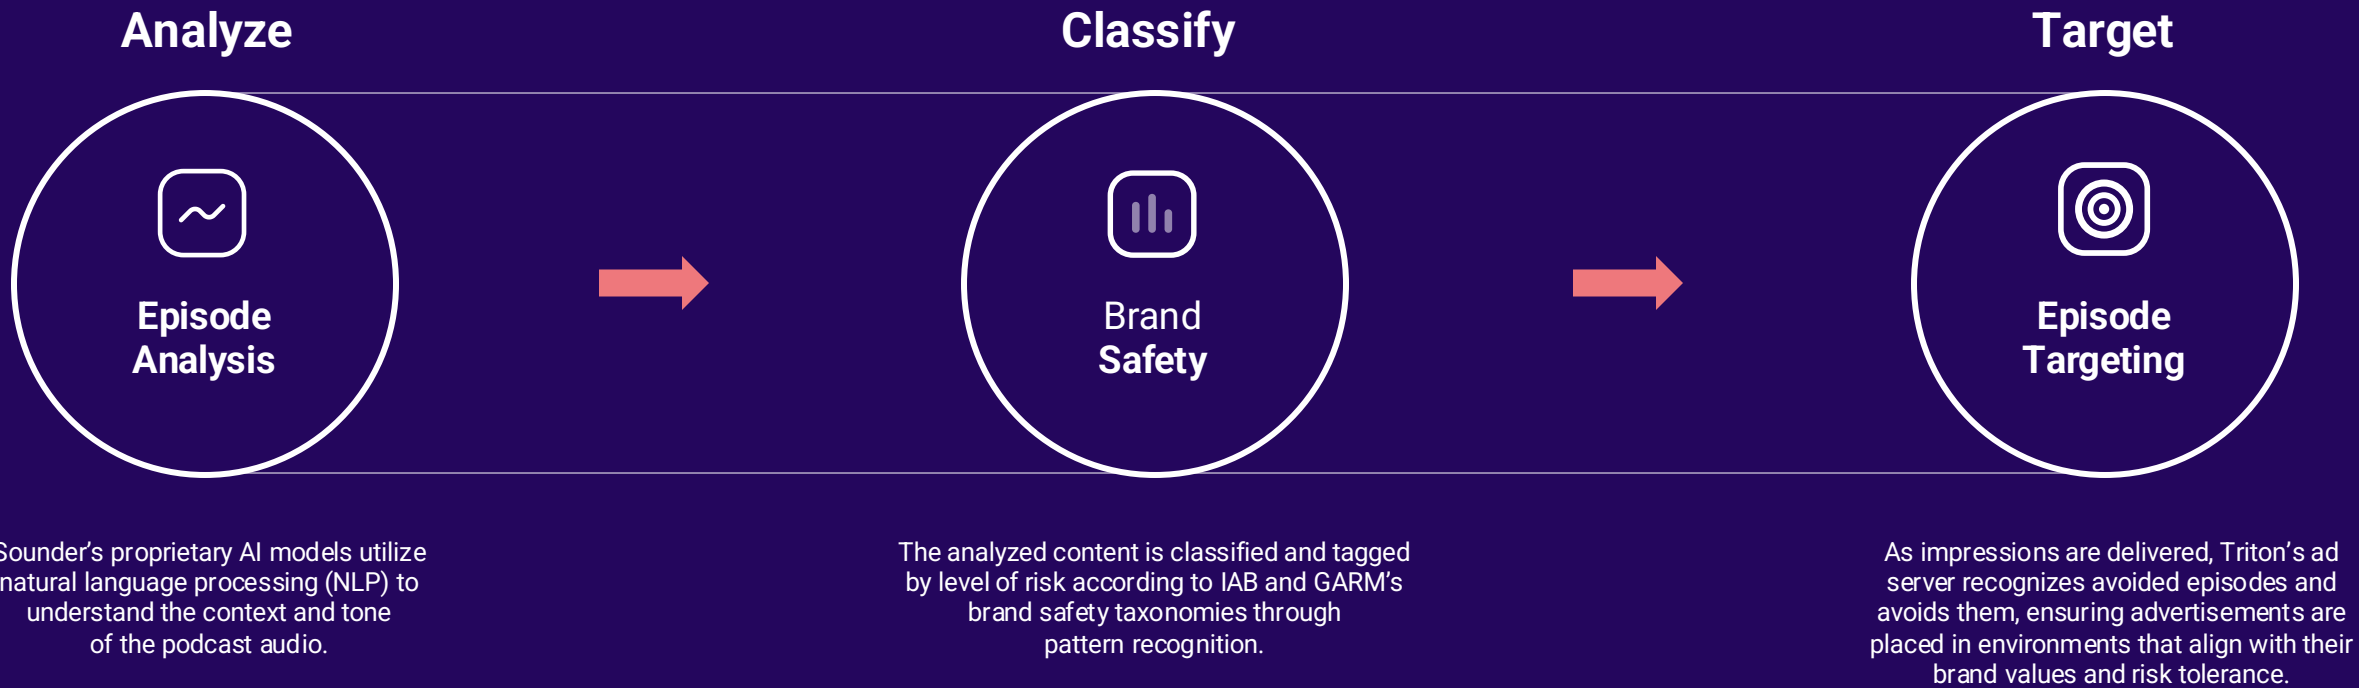 Analyze
Episode
Analysis
Sounder’s proprietary AI models utilize
natural language processing (NLP) to
understand the context and tone
of the podcast audio.
Classify
Brand
Safety
The analyzed content is classified and tagged
by level of risk according to IAB and GARM’s
brand safety taxonomies through
pattern recognition.
Target
Episode
Targeting
As impressions are delivered, Triton’s ad
server recognizes avoided episodes and
avoids them, ensuring advertisements are
placed in environments that align with their
brand values and risk tolerance.